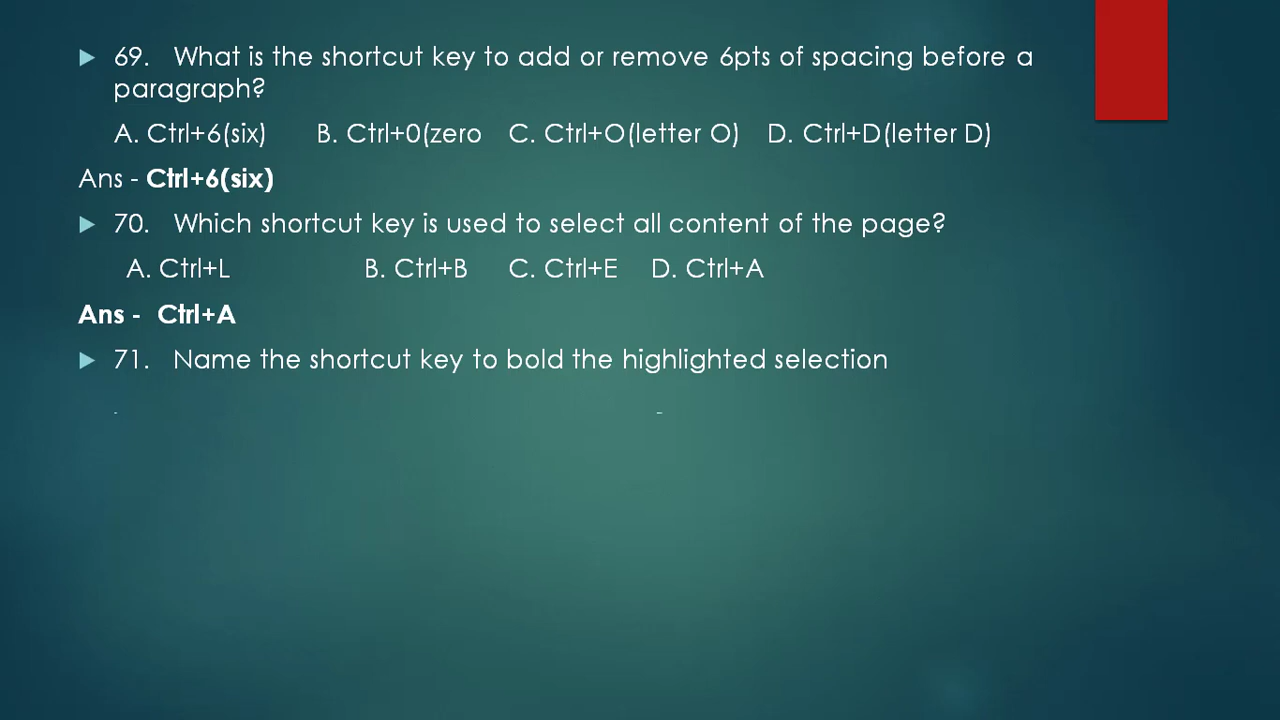 69. What is the shortcut key to add or remove 6pts of spacing before a
paragraph?
A. Ctrl+6(six) B. Ctrl+0(zero C. Ctrl+O(letter O) D. Ctrl+D(letter D)
Ans - Ctrl+6(six)
70. Which shortcut key is used to select all content of the page?
A. Ctrl+L B. Ctrl+B C. Ctrl+E D. Ctrl+A
Ans - Ctrl+A
71. Name the shortcut key to bold the highlighted selection